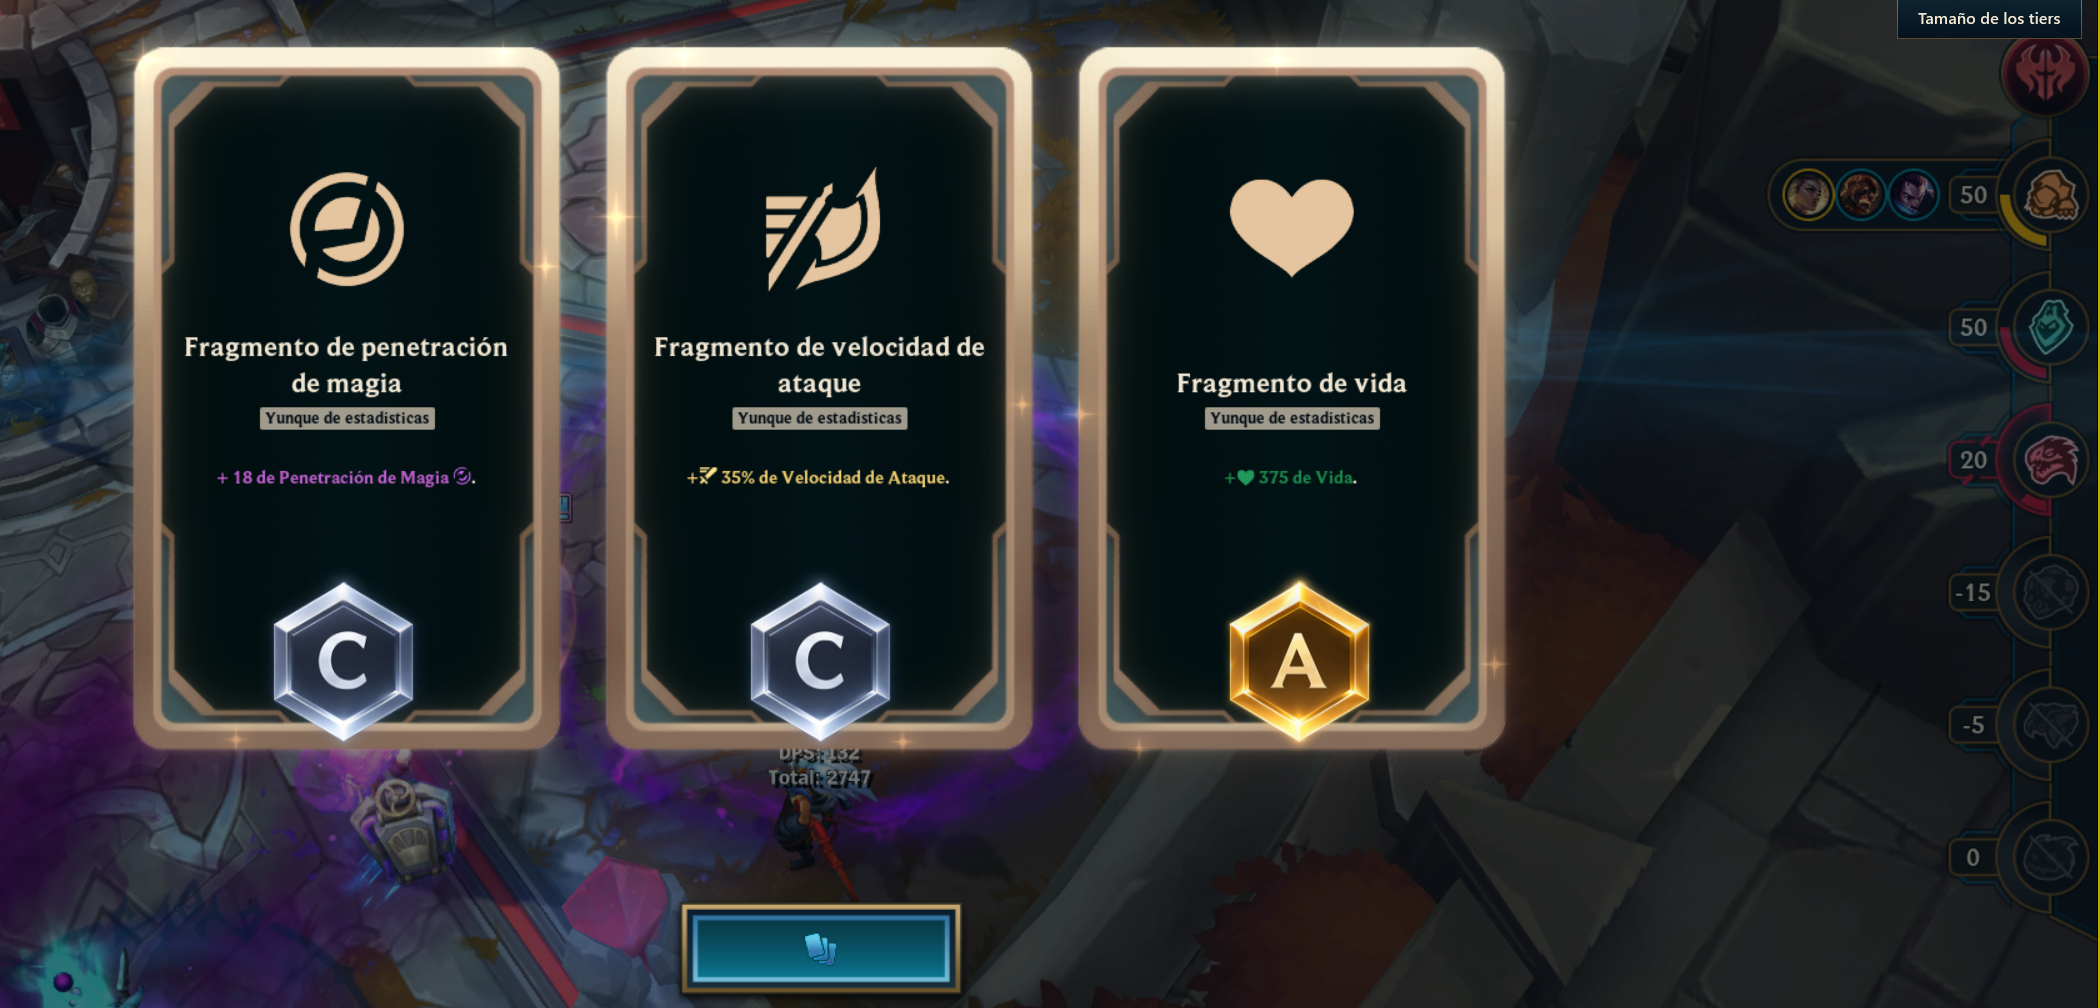 Tamaño de los tiers
Fragmento de penetración
de magia
Yunque de estadísticas
+ 18 de Penetración de Magia.
C
Fragmento de velocidad de
ataque
Yunque de estadísticas
+ 35% de Velocidad de Ataque.
C
Fragmento de vida
Yunque de estadísticas
+ 375 de Vida.
A
50
50
20
-15
-5
0
DPS: 132
Total: 2747